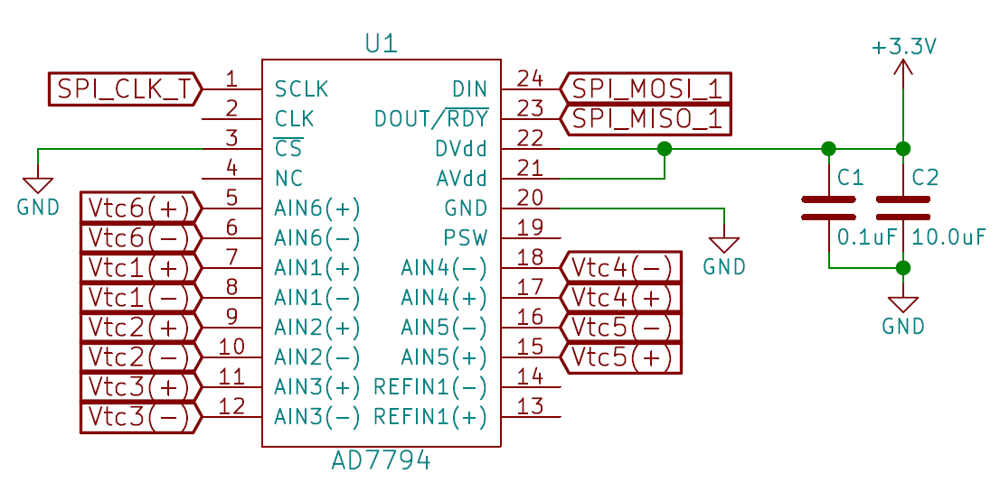 U1
+3.3V
SPI_CLK_T 1 SCLK DIN 24 SPI_MOSI_1
2 CLK DOUT/RDY 23 SPI_MISO_1
3 CS DVdd 22
4 NC AVdd 21 C1 C2
GND
Vtc6(+) 5 AIN6(+) GND 20
Vtc6(-) 6 AIN6(-) PSW 19 0.1uF 10.0uF
Vtc1(+) 7 AIN1(+) AIN4(-) 18 Vtc4(-) GND
Vtc1(-) 8 AIN1(-) AIN4(+) 17 Vtc4(+)
Vtc2(+) 9 AIN2(+) AIN5(-) 16 Vtc5(-) GND
Vtc2(-) 10 AIN2(-) AIN5(+) 15 Vtc5(+)
Vtc3(+) 11 AIN3(+) REFIN1(-) 14
Vtc3(-) 12 AIN3(-) REFIN1(+) 13
AD7794